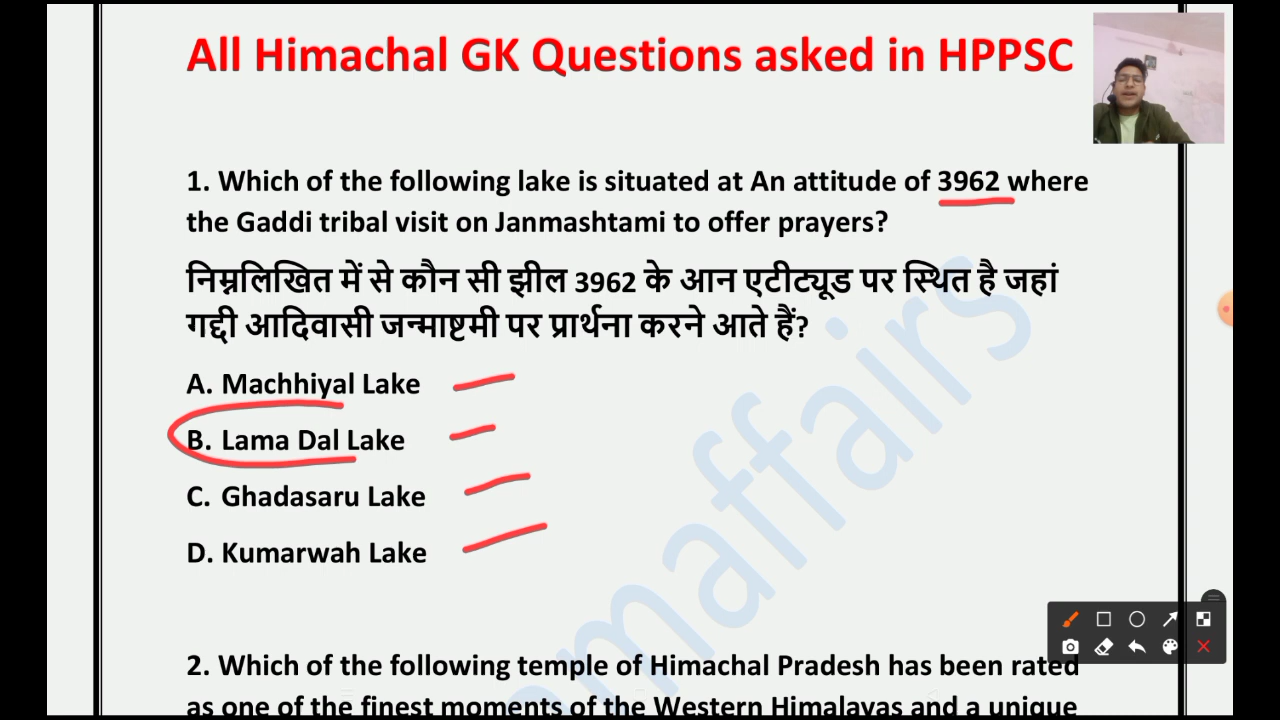 All Himachal GK Questions asked in HPPSC
1. Which of the following lake is situated at An attitude of 3962 where
the Gaddi tribal visit on Janmashtami to offer prayers?
निम्नलिखित में से कौन सी झील 3962 के आन एटीट्यूड पर स्थित है जहां
गद्दी आदिवासी जन्माष्टमी पर प्रार्थना करने आते हैं?
A. Machhiyal Lake
B. Lama Dal Lake
C. Ghadasaru Lake
D. Kumarwah Lake
2. Which of the following temple of Himachal Pradesh has been rated
as one of the finest moments of the Western Himalayas and a unique
emaffairs